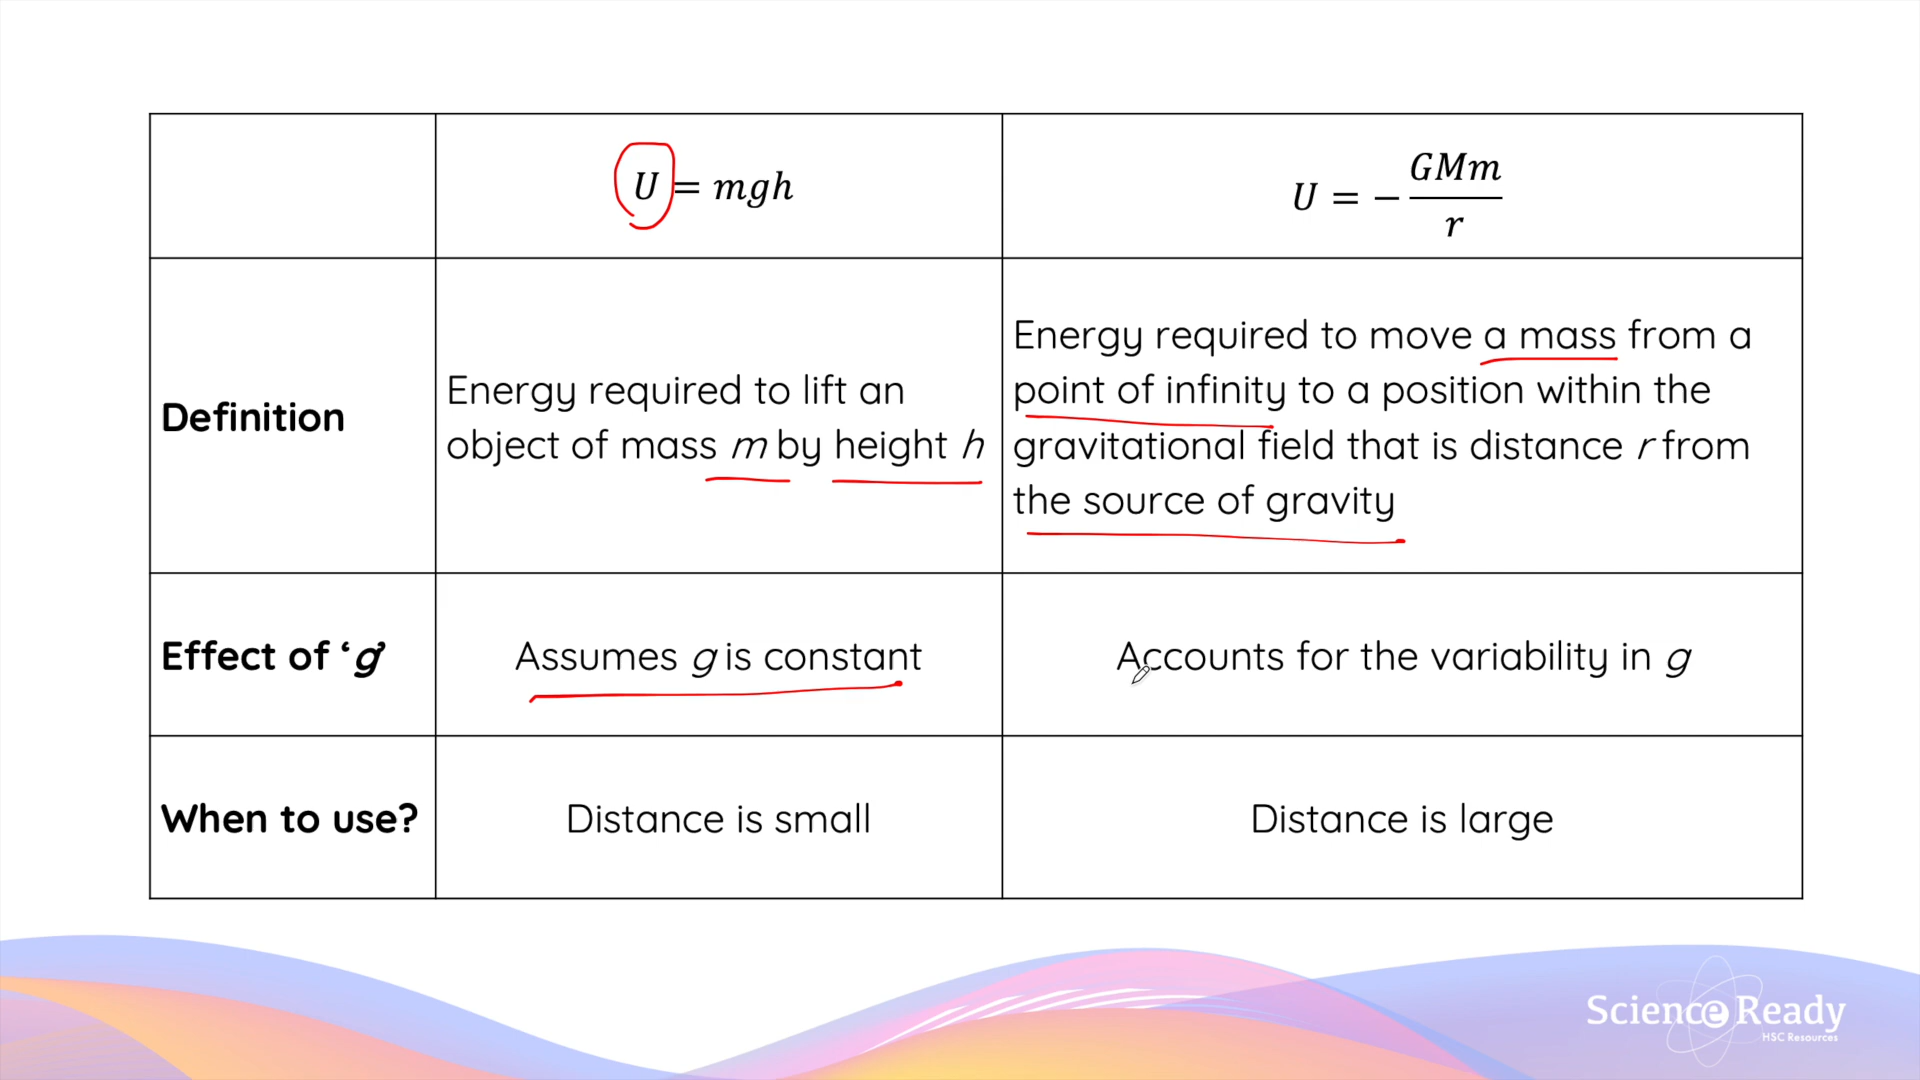 U = mgh
U = − GMm / r
Definition
Energy required to lift an
object of mass m by height h
Energy required to move a mass from a
point of infinity to a position within the
gravitational field that is distance r from
the source of gravity
Effect of ‘g’
Assumes g is constant
Accounts for the variability in g
When to use?
Distance is small
Distance is large
Science Ready
HSC Resources